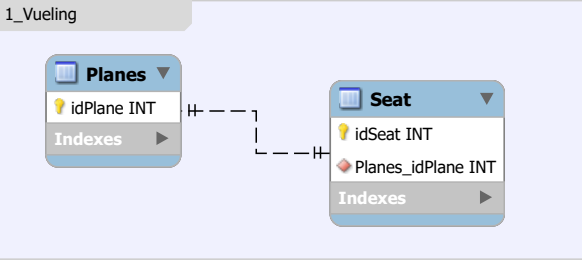 1_Vueling
Planes
idPlane INT
Indexes
Seat
idSeat INT
Planes_idPlane INT
Indexes